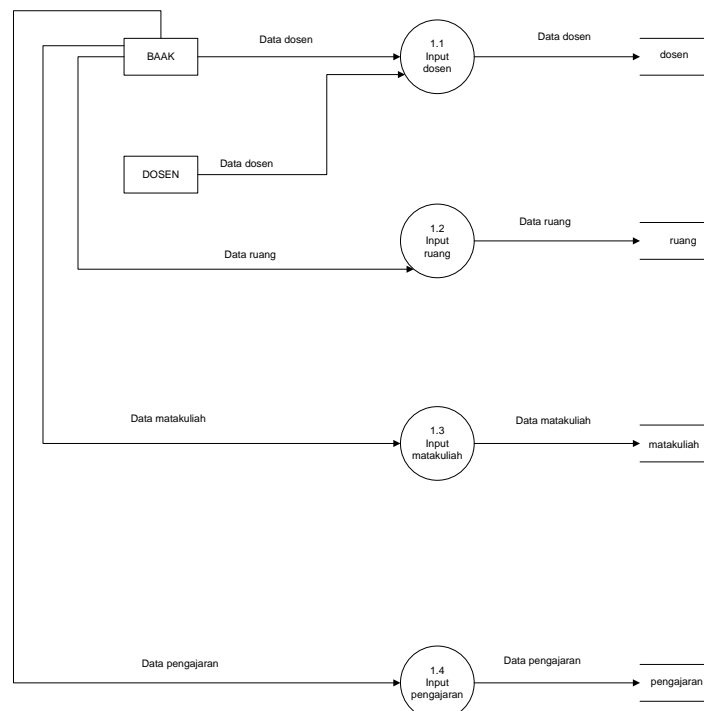 Data dosen
Data dosen
BAAK
1.1
Input
dosen
dosen
Data dosen
DOSEN
Data ruang
1.2
Input
ruang
ruang
Data ruang
Data matakuliah
Data matakuliah
1.3
Input
matakuliah
matakuliah
Data pengajaran
Data pengajaran
1.4
Input
pengajaran
pengajaran